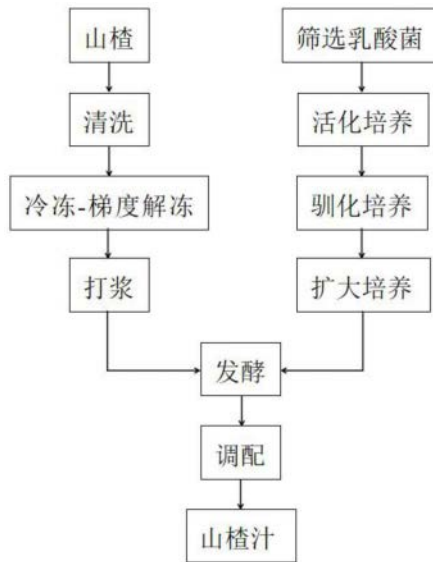 山楂
清洗
冷冻-梯度解冻
打浆
筛选乳酸菌
活化培养
驯化培养
扩大培养
发酵
调配
山楂汁